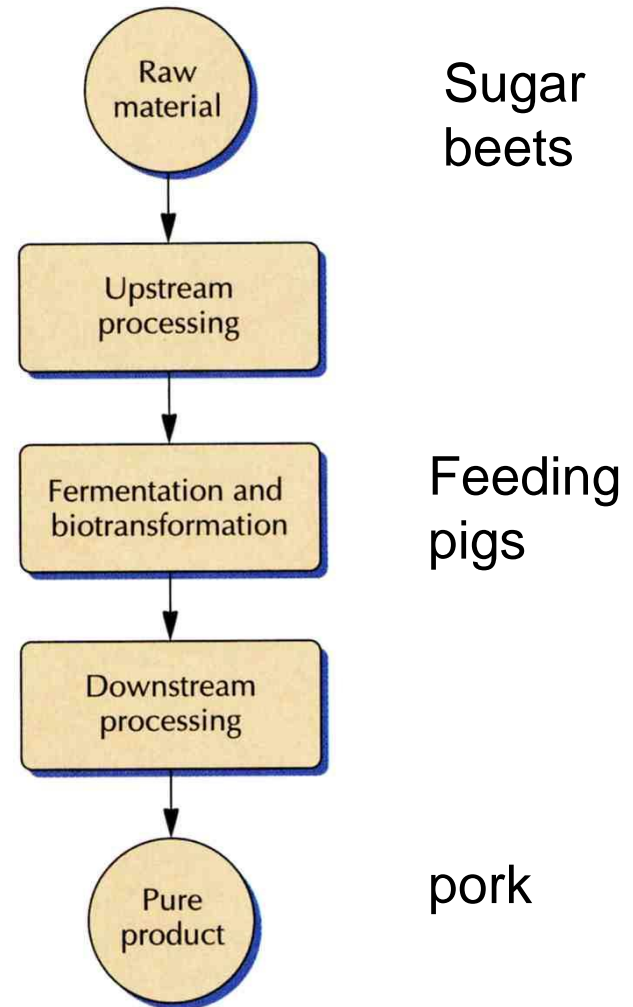 Raw
material
Sugar
beets
Upstream
processing
Fermentation and
biotransformation
Feeding
pigs
Downstream
processing
Pure
product
pork